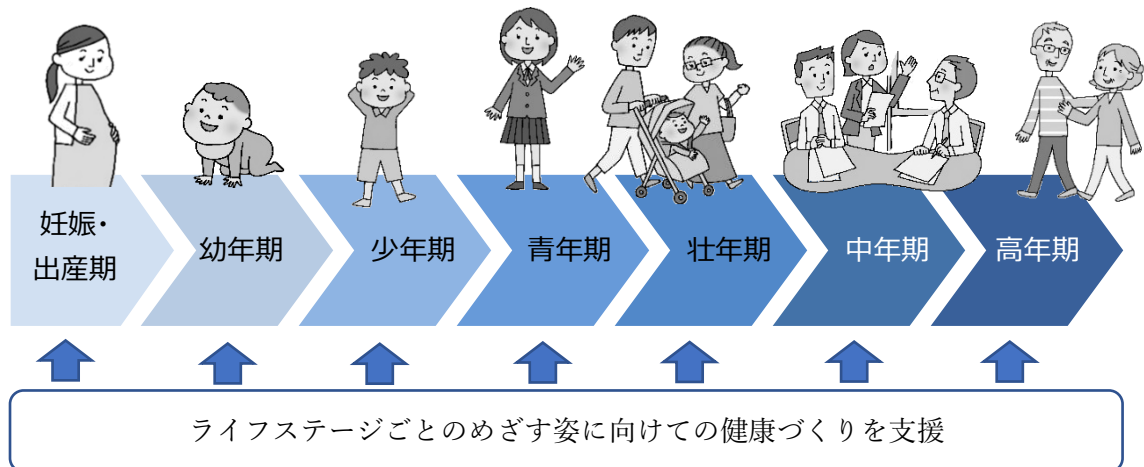 妊娠・
出産期
幼年期
少年期
青年期
壮年期
中年期
高年期
ライフステージごとのめざす姿に向けての健康づくりを支援